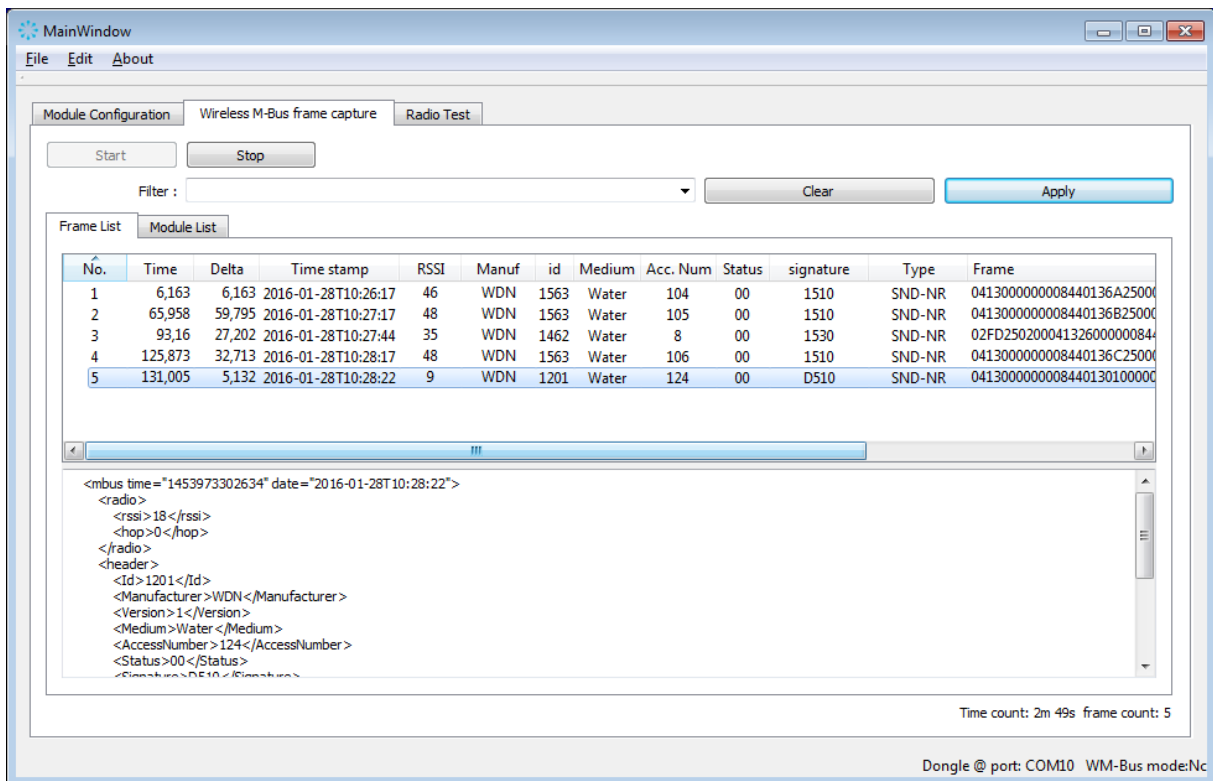 MainWindow
File Edit About
Module Configuration Wireless M-Bus frame capture Radio Test
Start Stop
Filter : Clear Apply
Frame List Module List
No. Time Delta Time stamp RSSI Manuf id Medium Acc. Num Status signature Type Frame
1 6,163 6,163 2016-01-28T10:26:17 46 WDN 1563 Water 104 00 1510 SND-NR 0413000000008440136A25000
2 65,958 59,795 2016-01-28T10:27:17 48 WDN 1563 Water 105 00 1510 SND-NR 0413000000008440136B25000
3 93,16 27,202 2016-01-28T10:27:44 35 WDN 1462 Water 8 00 1530 SND-NR 02FD25020004132600000084
4 125,873 32,713 2016-01-28T10:28:17 48 WDN 1563 Water 106 00 1510 SND-NR 0413000000008440136C25000
5 131,005 5,132 2016-01-28T10:28:22 9 WDN 1201 Water 124 00 D510 SND-NR 0413000000008440130100000
<mbus time="1453973302634" date="2016-01-28T10:28:22">
<radio>
<rssi>18</rssi>
<hop>0</hop>
</radio>
<header>
<Id>1201</Id>
<Manufacturer>WDN</Manufacturer>
<Version>1</Version>
<Medium>Water</Medium>
<AccessNumber>124</AccessNumber>
<Status>00</Status>
<Signature>D510</Signature>
Time count: 2m 49s frame count: 5
Dongle @ port: COM10 WM-Bus mode:Nc